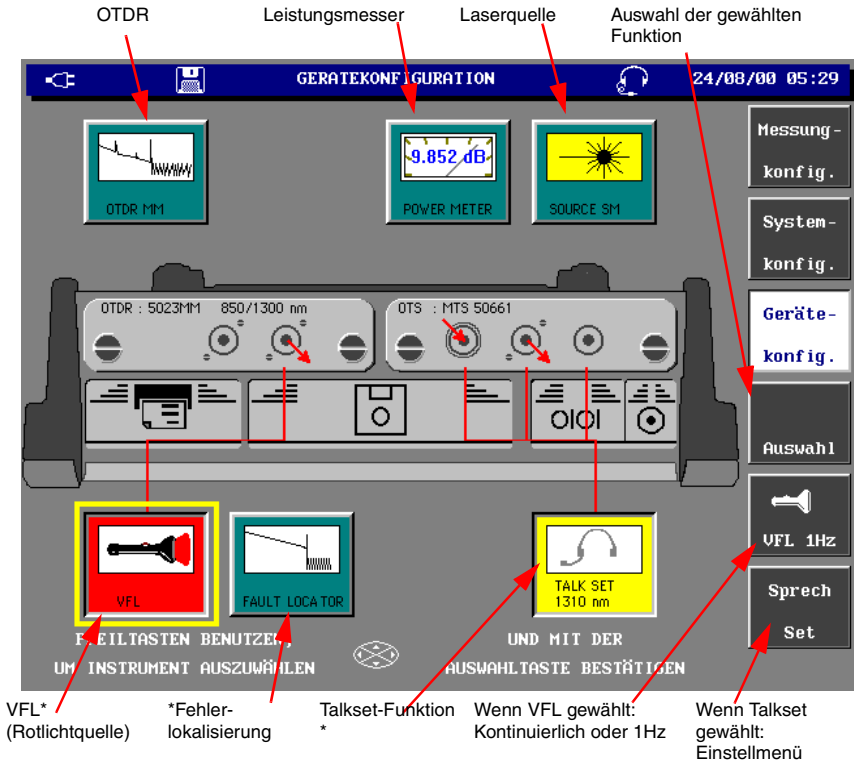 OTDR
Leistungsmesser
Laserquelle
Auswahl der gewählten
Funktion
GERATEKONFIGURATION
24/08/00 05:29
9.852 dB
OTDR MM
POWER METER
SOURCE SM
Messung-
konfig.
System-
konfig.
Geräte-
konfig.
Auswahl
VFL 1Hz
Sprech
Set
OTDR : 5023MM 850/1300 nm
OTS : MTS 50661
VFL
FAULT LOCATOR
TALK SET
1310 nm
PFEILTASTEN BENUTZEN,
UM INSTRUMENT AUSZUWÄHLEN
UND MIT DER
AUSWAHLTASTE BESTÄTIGEN
VFL*
(Rotlichtquelle)
*Fehler-
lokalisierung
Talkset-Funktion
*
Wenn VFL gewählt:
Kontinuierlich oder 1Hz
Wenn Talkset
gewählt:
Einstellmenü